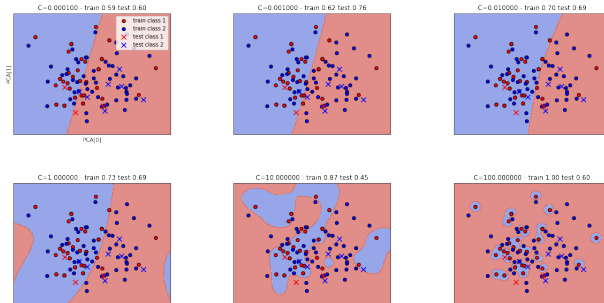 C=0.000100 - train 0.59 test 0.60
C=0.001000 - train 0.62 test 0.76
C=0.010000 - train 0.70 test 0.69
train class 1
train class 2
test class 1
test class 2
PCA[1]
PCA[0]
C=1.000000 - train 0.73 test 0.69
C=10.000000 - train 0.87 test 0.45
C=100.000000 - train 1.00 test 0.60